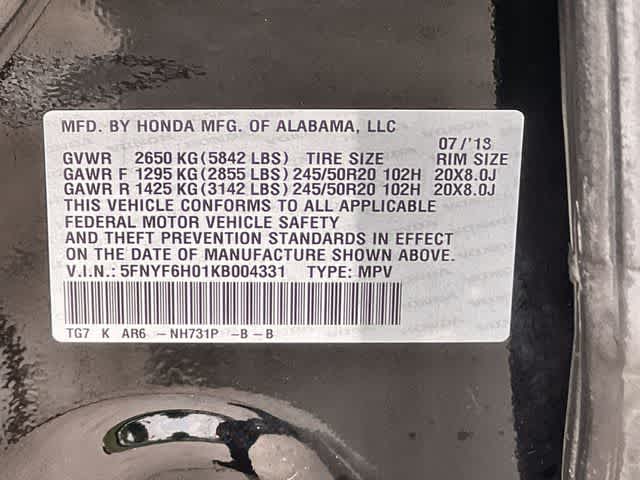 MFD. BY HONDA MFG. OF ALABAMA, LLC
07/'18
GVWR 2650 KG (5842 LBS) TIRE SIZE RIM SIZE
GAWR F 1295 KG (2855 LBS) 245/50R20 102H 20X8.0J
GAWR R 1425 KG (3142 LBS) 245/50R20 102H 20X8.0J
THIS VEHICLE CONFORMS TO ALL APPLICABLE
FEDERAL MOTOR VEHICLE SAFETY
AND THEFT PREVENTION STANDARDS IN EFFECT
ON THE DATE OF MANUFACTURE SHOWN ABOVE.
V.I.N.: 5FNYF6H01KB004331 TYPE: MPV
TG7 K AR6 -NH731P -B-B